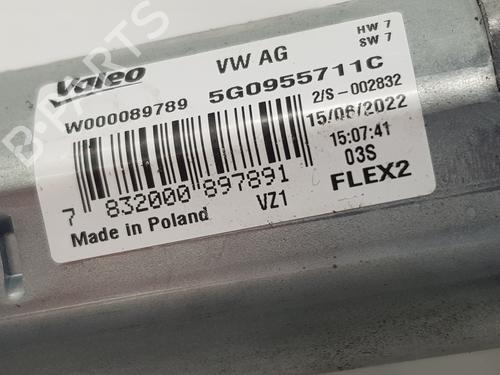 B-PARTS
Valeo
VW AG
HW 7
SW 7
W000089789
5G0955711C
2/S-002832
15/06/2022
15:07:41
03S
FLEX2
7 832000 897891
VZ1
Made in Poland